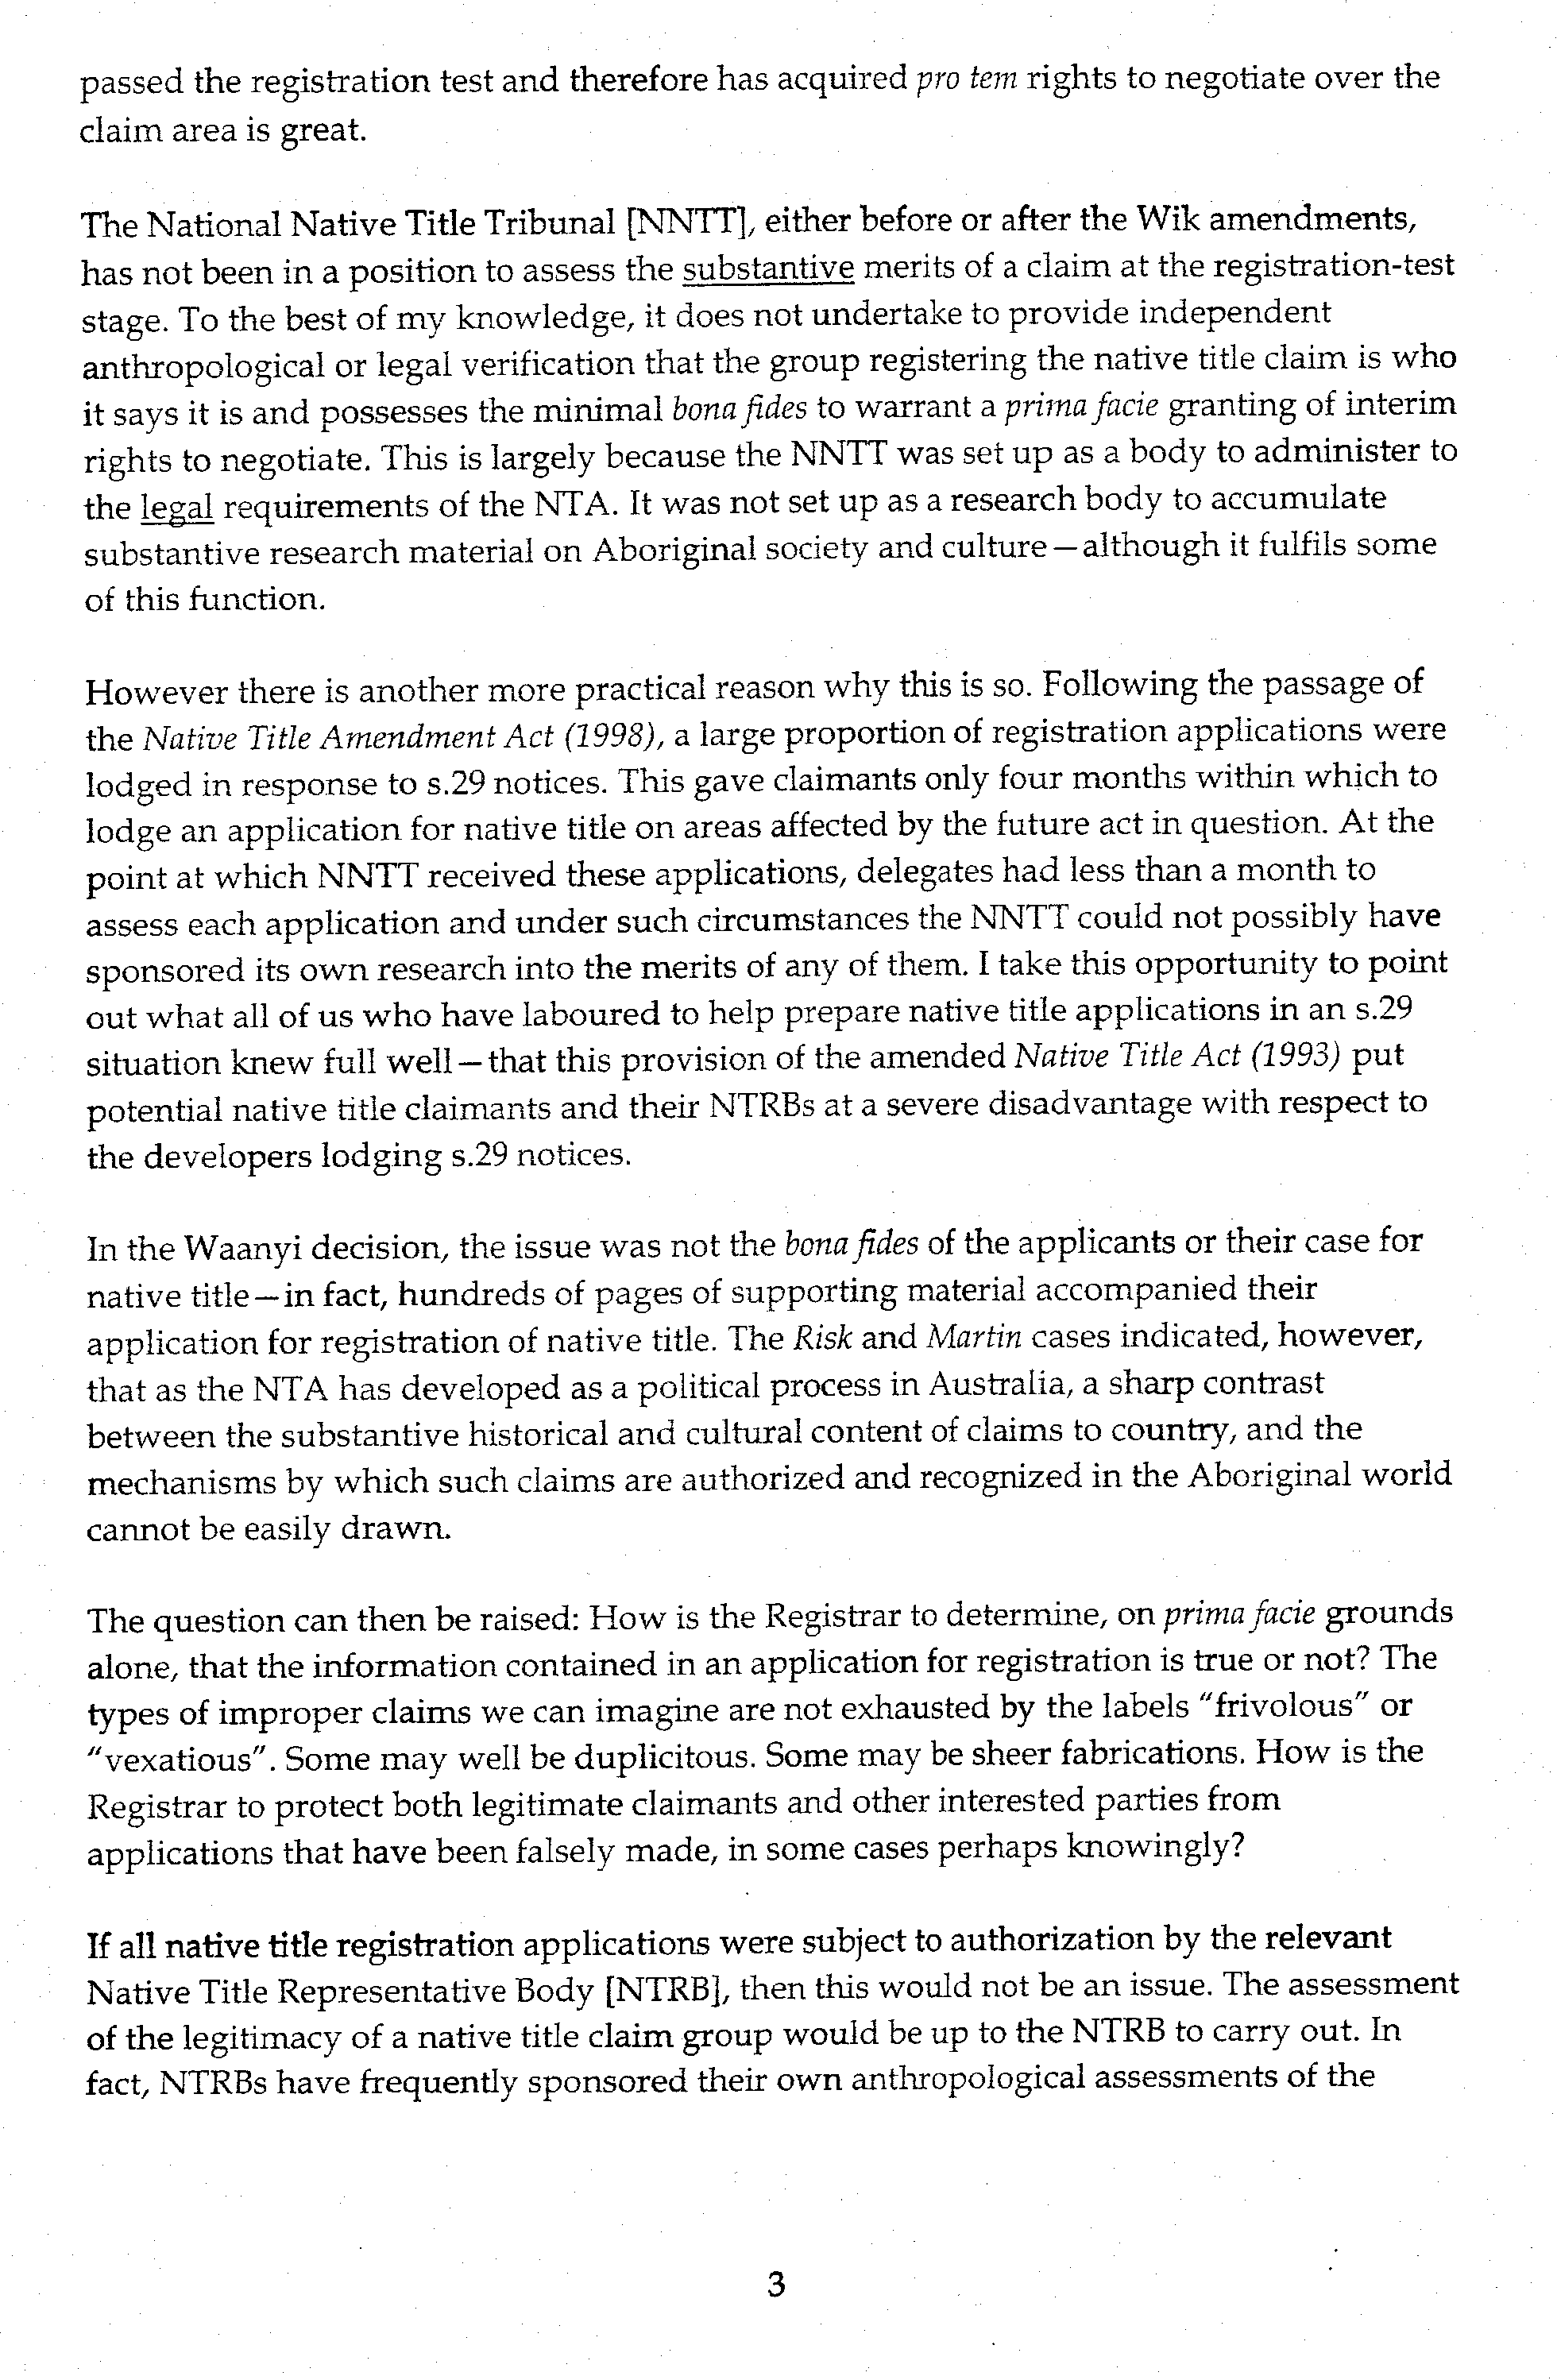 passed the registration test and therefore has acquired pro tem rights to negotiate over the
claim area is great.
The National Native Title Tribunal [NNTT], either before or after the Wik amendments,
has not been in a position to assess the substantive merits of a claim at the registration-test
stage. To the best of my knowledge, it does not undertake to provide independent
anthropological or legal verification that the group registering the native title claim is who
it says it is and possesses the minimal bona fides to warrant a prima facie granting of interim
rights to negotiate. This is largely because the NNTT was set up as a body to administer to
the legal requirements of the NTA. It was not set up as a research body to accumulate
substantive research material on Aboriginal society and culture—although it fulfils some
of this function.
However there is another more practical reason why this is so. Following the passage of
the Native Title Amendment Act (1998), a large proportion of registration applications were
lodged in response to s.29 notices. This gave claimants only four months within which to
lodge an application for native title on areas affected by the future act in question. At the
point at which NNTT received these applications, delegates had less than a month to
assess each application and under such circumstances the NNTT could not possibly have
sponsored its own research into the merits of any of them. I take this opportunity to point
out what all of us who have laboured to help prepare native title applications in an s.29
situation knew full well—that this provision of the amended Native Title Act (1993) put
potential native title claimants and their NTRBs at a severe disadvantage with respect to
the developers lodging s.29 notices.
In the Waanyi decision, the issue was not the bona fides of the applicants or their case for
native title—in fact, hundreds of pages of supporting material accompanied their
application for registration of native title. The Risk and Martin cases indicated, however,
that as the NTA has developed as a political process in Australia, a sharp contrast
between the substantive historical and cultural content of claims to country, and the
mechanisms by which such claims are authorized and recognized in the Aboriginal world
cannot be easily drawn.
The question can then be raised: How is the Registrar to determine, on prima facie grounds
alone, that the information contained in an application for registration is true or not? The
types of improper claims we can imagine are not exhausted by the labels "frivolous" or
"vexatious". Some may well be duplicitous. Some may be sheer fabrications. How is the
Registrar to protect both legitimate claimants and other interested parties from
applications that have been falsely made, in some cases perhaps knowingly?
If all native title registration applications were subject to authorization by the relevant
Native Title Representative Body [NTRB], then this would not be an issue. The assessment
of the legitimacy of a native title claim group would be up to the NTRB to carry out. In
fact, NTRBs have frequently sponsored their own anthropological assessments of the
3